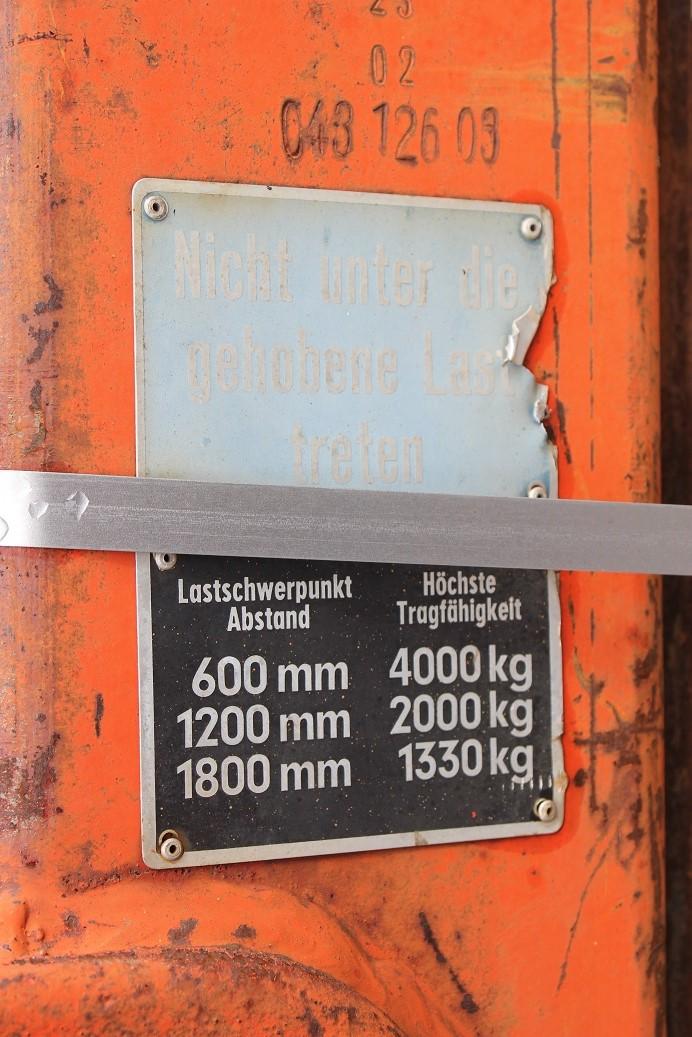 02
043 126 03
Nicht unter die
gehobene Last
treten
Lastschwerpunkt Höchste
Abstand Tragfähigkeit
600 mm 4000 kg
1200 mm 2000 kg
1800 mm 1330 kg